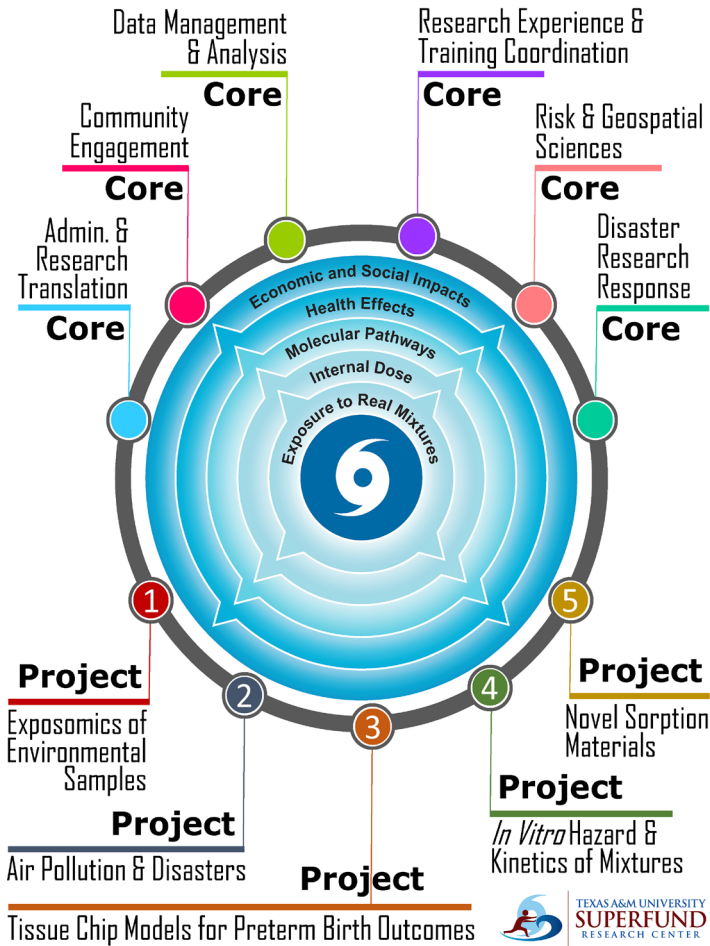 Data Management
& Analysis
Core
Research Experience &
Training Coordination
Core
Community
Engagement
Core
Risk & Geospatial
Sciences
Core
Admin. &
Research
Translation
Core
Disaster
Research
Response
Core
Economic and Social Impacts
Health Effects
Molecular Pathways
Internal Dose
Exposure to Real Mixtures
1
Project
Exposomics of
Environmental
Samples
2
Project
Air Pollution & Disasters
3
Project
Tissue Chip Models for Preterm Birth Outcomes
4
Project
In Vitro Hazard &
Kinetics of Mixtures
5
Project
Novel Sorption
Materials
TEXAS A&M UNIVERSITY
SUPERFUND
RESEARCH CENTER